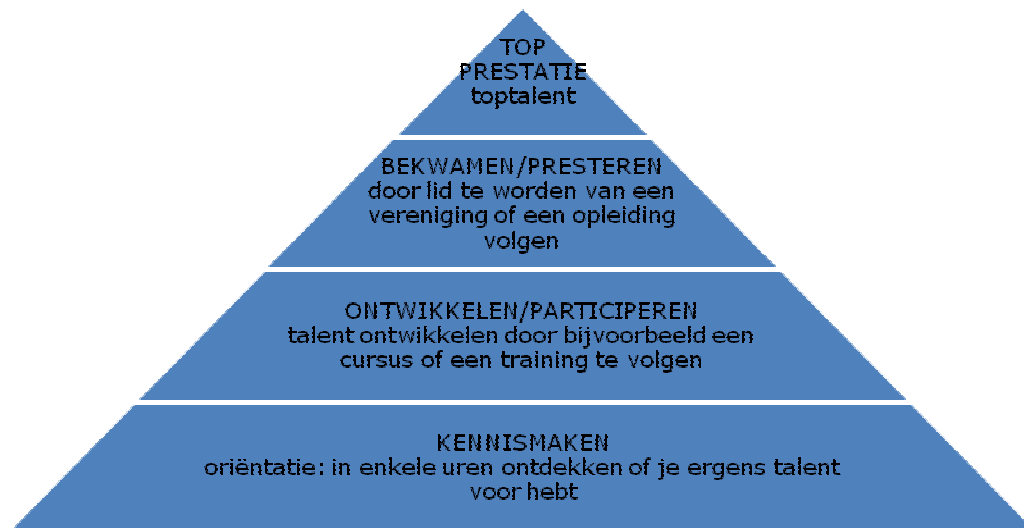 TOP
PRESTATIE
toptalent
BEKWAMEN/PRESTEREN
door lid te worden van een
vereniging of een opleiding
volgen
ONTWIKKELEN/PARTICIPEREN
talent ontwikkelen door bijvoorbeeld een
cursus of een training te volgen
KENNISMAKEN
oriëntatie: in enkele uren ontdekken of je ergens talent
voor hebt